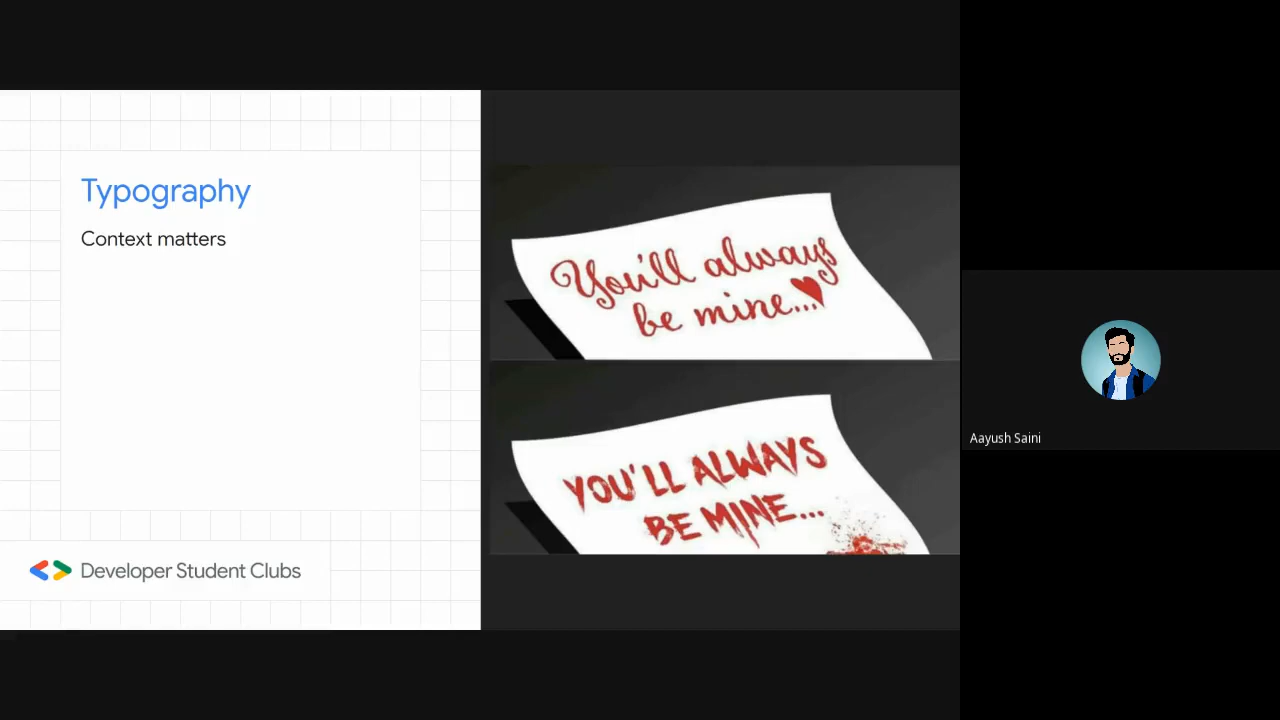 Typography
Context matters
Developer Student Clubs
You'll always
be mine...
YOU'LL ALWAYS
BE MINE...
Aayush Saini